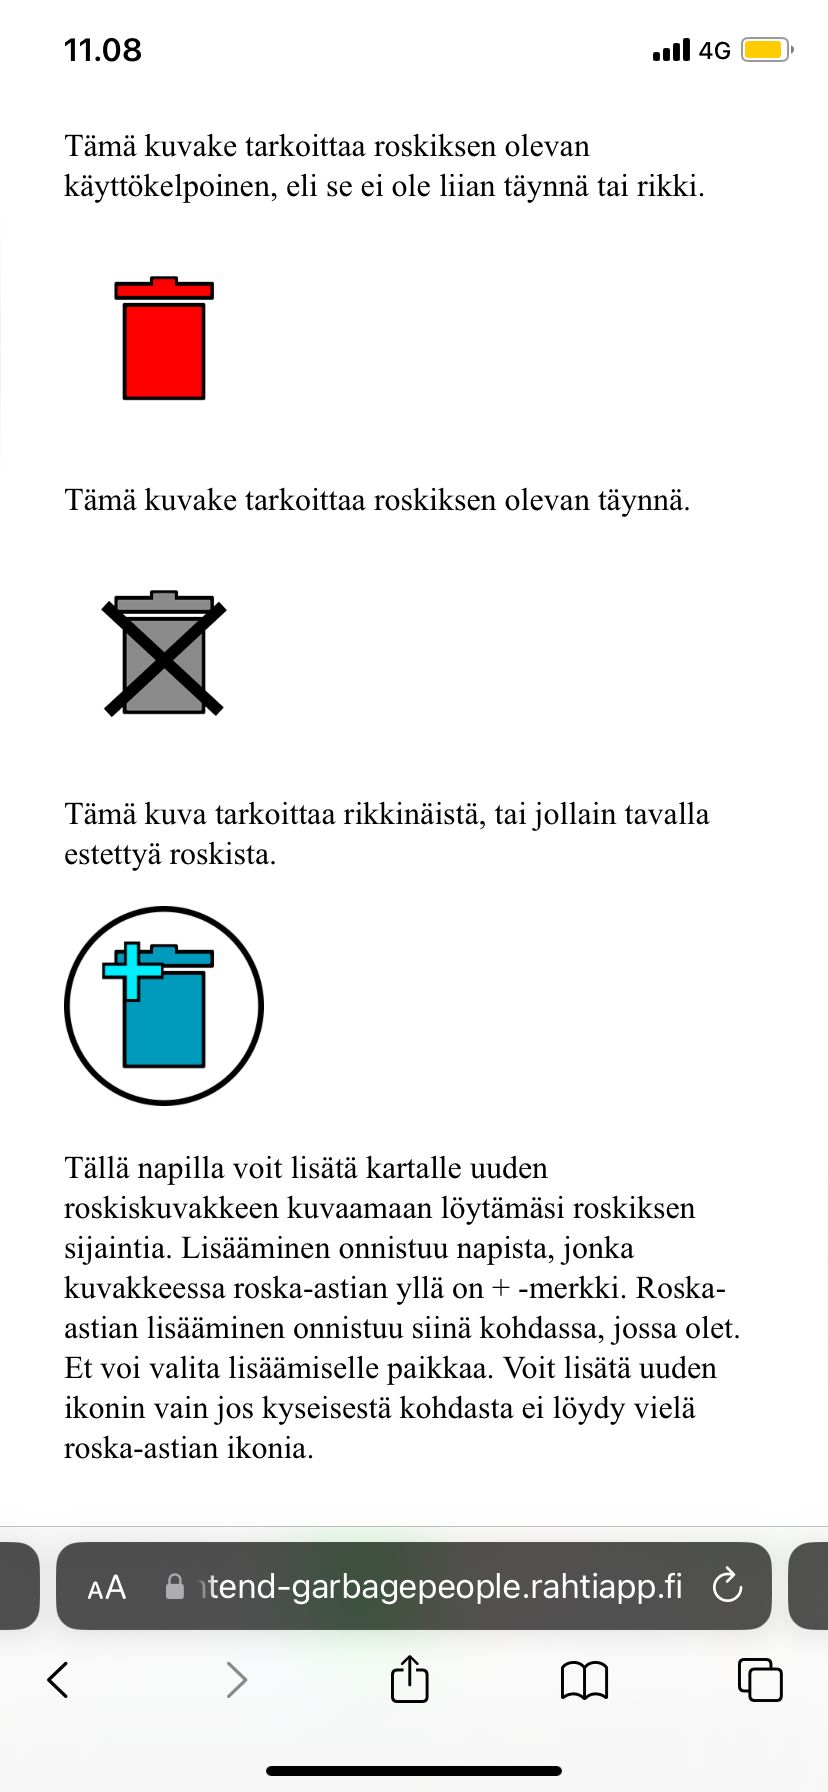 11.08
4G
Tämä kuvake tarkoittaa roskiksen olevan
käyttökelpoinen, eli se ei ole liian täynnä tai rikki.
Tämä kuvake tarkoittaa roskiksen olevan täynnä.
Tämä kuva tarkoittaa rikkinäistä, tai jollain tavalla
estettyä roskista.
Tällä napilla voit lisätä kartalle uuden
roskiskuvakkeen kuvaamaan löytämäsi roskiksen
sijaintia. Lisääminen onnistuu napista, jonka
kuvakkeessa roska-astian yllä on + -merkki. Roska-
astian lisääminen onnistuu siinä kohdassa, jossa olet.
Et voi valita lisäämiselle paikkaa. Voit lisätä uuden
ikonin vain jos kyseisestä kohdasta ei löydy vielä
roska-astian ikonia.
AA tend-garbagepeople.rahtiapp.fi